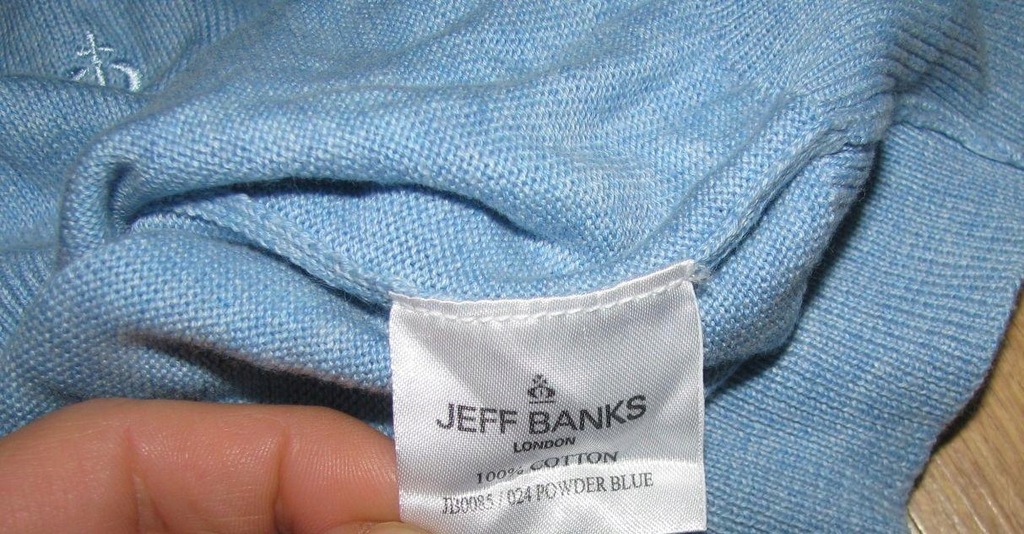 JEFF BANKS
LONDON
100% COTTON
JB0085 / 024 POWDER BLUE